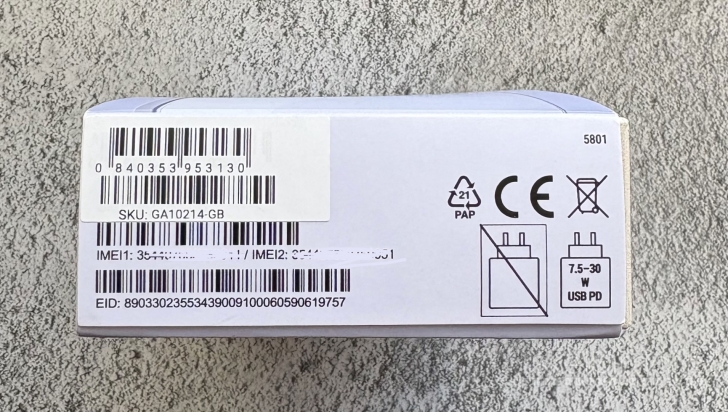 5801
0 840353 953130
SKU: GA10214-GB
21
PAP
CE
IMEI1: / IMEI2:
EID: 89033023553439009100060590619757
7.5-30
W
USB PD